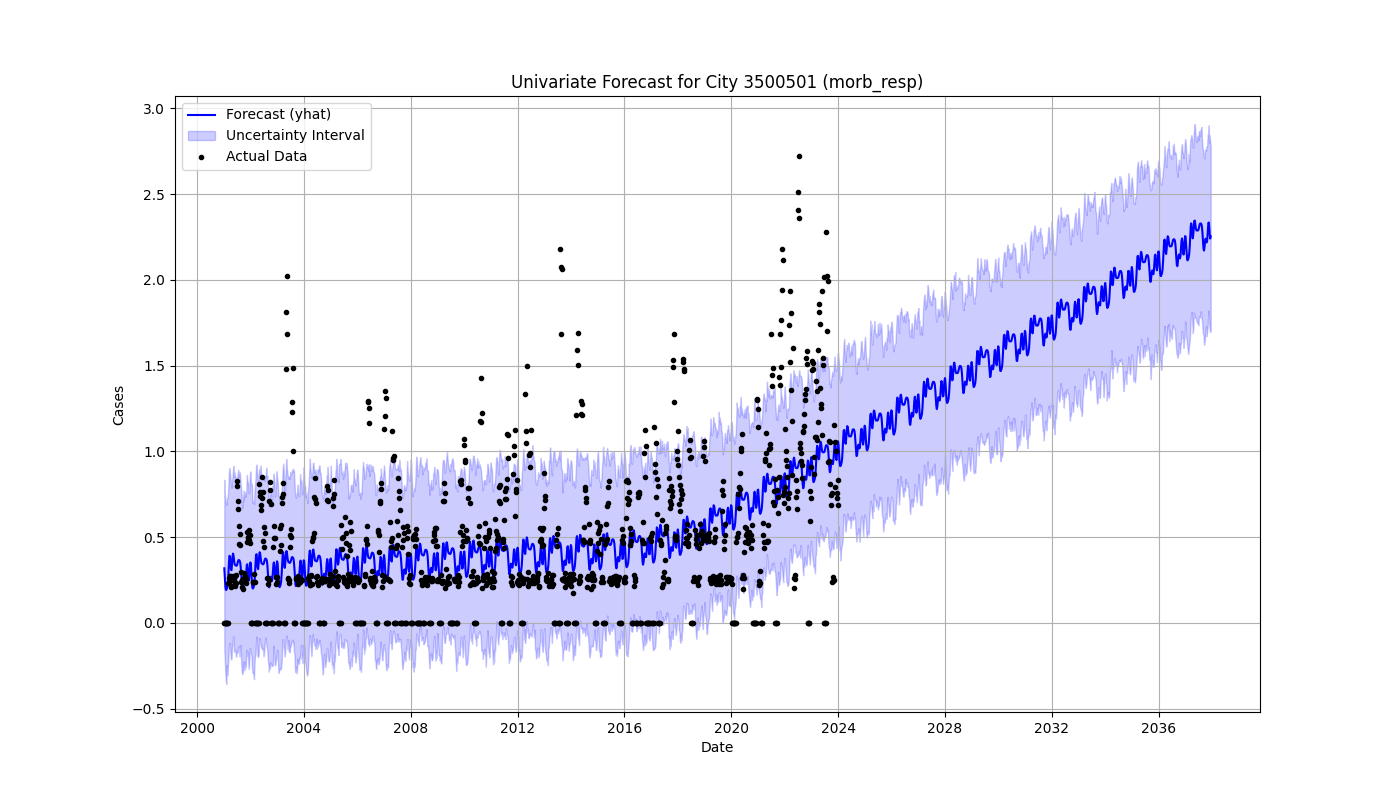 Univariate Forecast for City 3500501 (morb_resp)
Forecast (yhat)
Uncertainty Interval
Actual Data
Cases
3.0
2.5
2.0
1.5
1.0
0.5
0.0
−0.5
2000 2004 2008 2012 2016 2020 2024 2028 2032 2036
Date